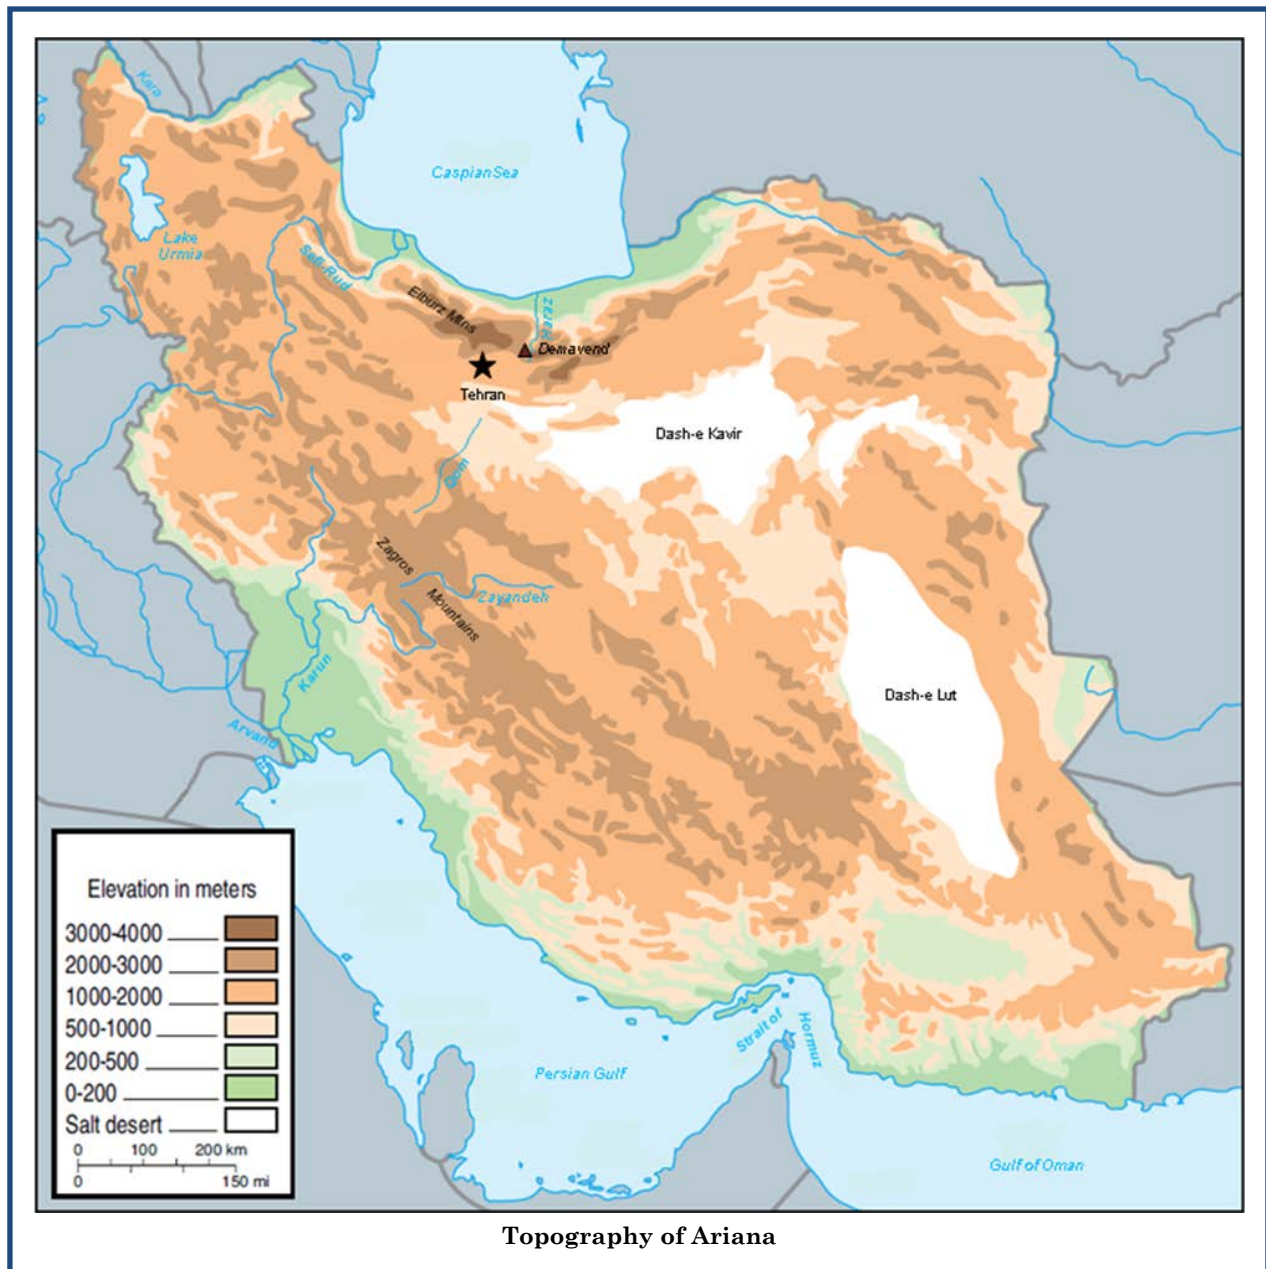 Kara
Caspian Sea
Lake
Urmia
Sefi-Rud
Elburz Mtns
Haraz
Demavend
Tehran
Dash-e Kavir
Qom
Zagros
Mountains
Zayandeh
Karun
Dash-e Lut
Arvand
Elevation in meters
3000-4000
2000-3000
1000-2000
500-1000
200-500
0-200
Salt desert
0 100 200 km
0 150 mi
Strait of
Hormuz
Persian Gulf
Gulf of Oman
Topography of Ariana